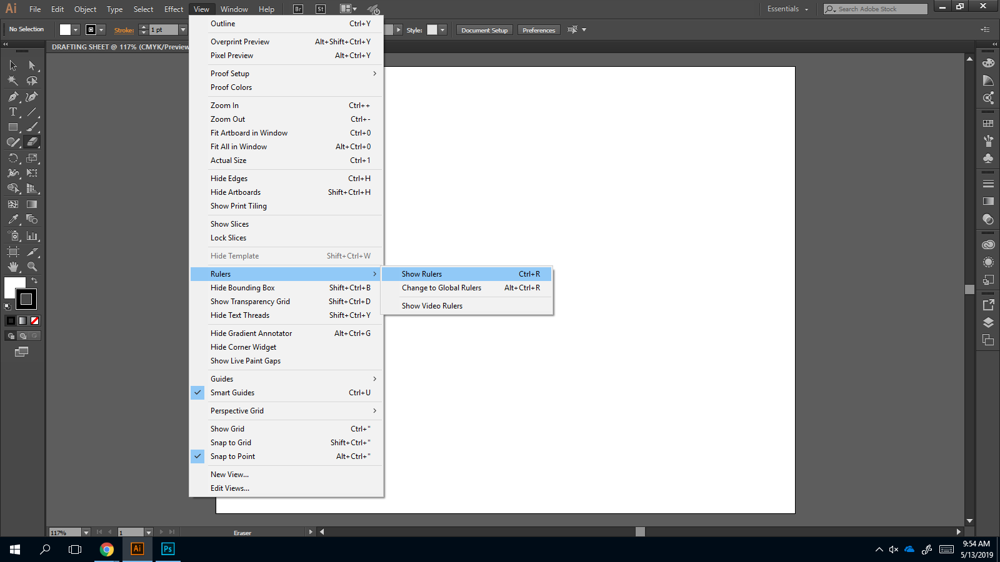 Ai File Edit Object Type Select Effect View Window Help Br St Essentials Search Adobe Stock
No Selection Stroke: 1 pt Style: Document Setup Preferences
DRAFTING SHEET @ 117% (CMYK/Preview
Outline Ctrl+Y
Overprint Preview Alt+Shift+Ctrl+Y
Pixel Preview Alt+Ctrl+Y
Proof Setup
Proof Colors
Zoom In Ctrl++
Zoom Out Ctrl+-
Fit Artboard in Window Ctrl+0
Fit All in Window Alt+Ctrl+0
Actual Size Ctrl+1
Hide Edges Ctrl+H
Hide Artboards Shift+Ctrl+H
Show Print Tiling
Show Slices
Lock Slices
Hide Template Shift+Ctrl+W
Rulers
Show Rulers Ctrl+R
Change to Global Rulers Alt+Ctrl+R
Show Video Rulers
Hide Bounding Box Shift+Ctrl+B
Show Transparency Grid Shift+Ctrl+D
Hide Text Threads Shift+Ctrl+Y
Hide Gradient Annotator Alt+Ctrl+G
Hide Corner Widget
Show Live Paint Gaps
Guides
Smart Guides Ctrl+U
Perspective Grid
Show Grid Ctrl+"
Snap to Grid Shift+Ctrl+"
Snap to Point Alt+Ctrl+"
New View...
Edit Views...
117% 1 Eraser
Ai Ps
9:54 AM
5/13/2019